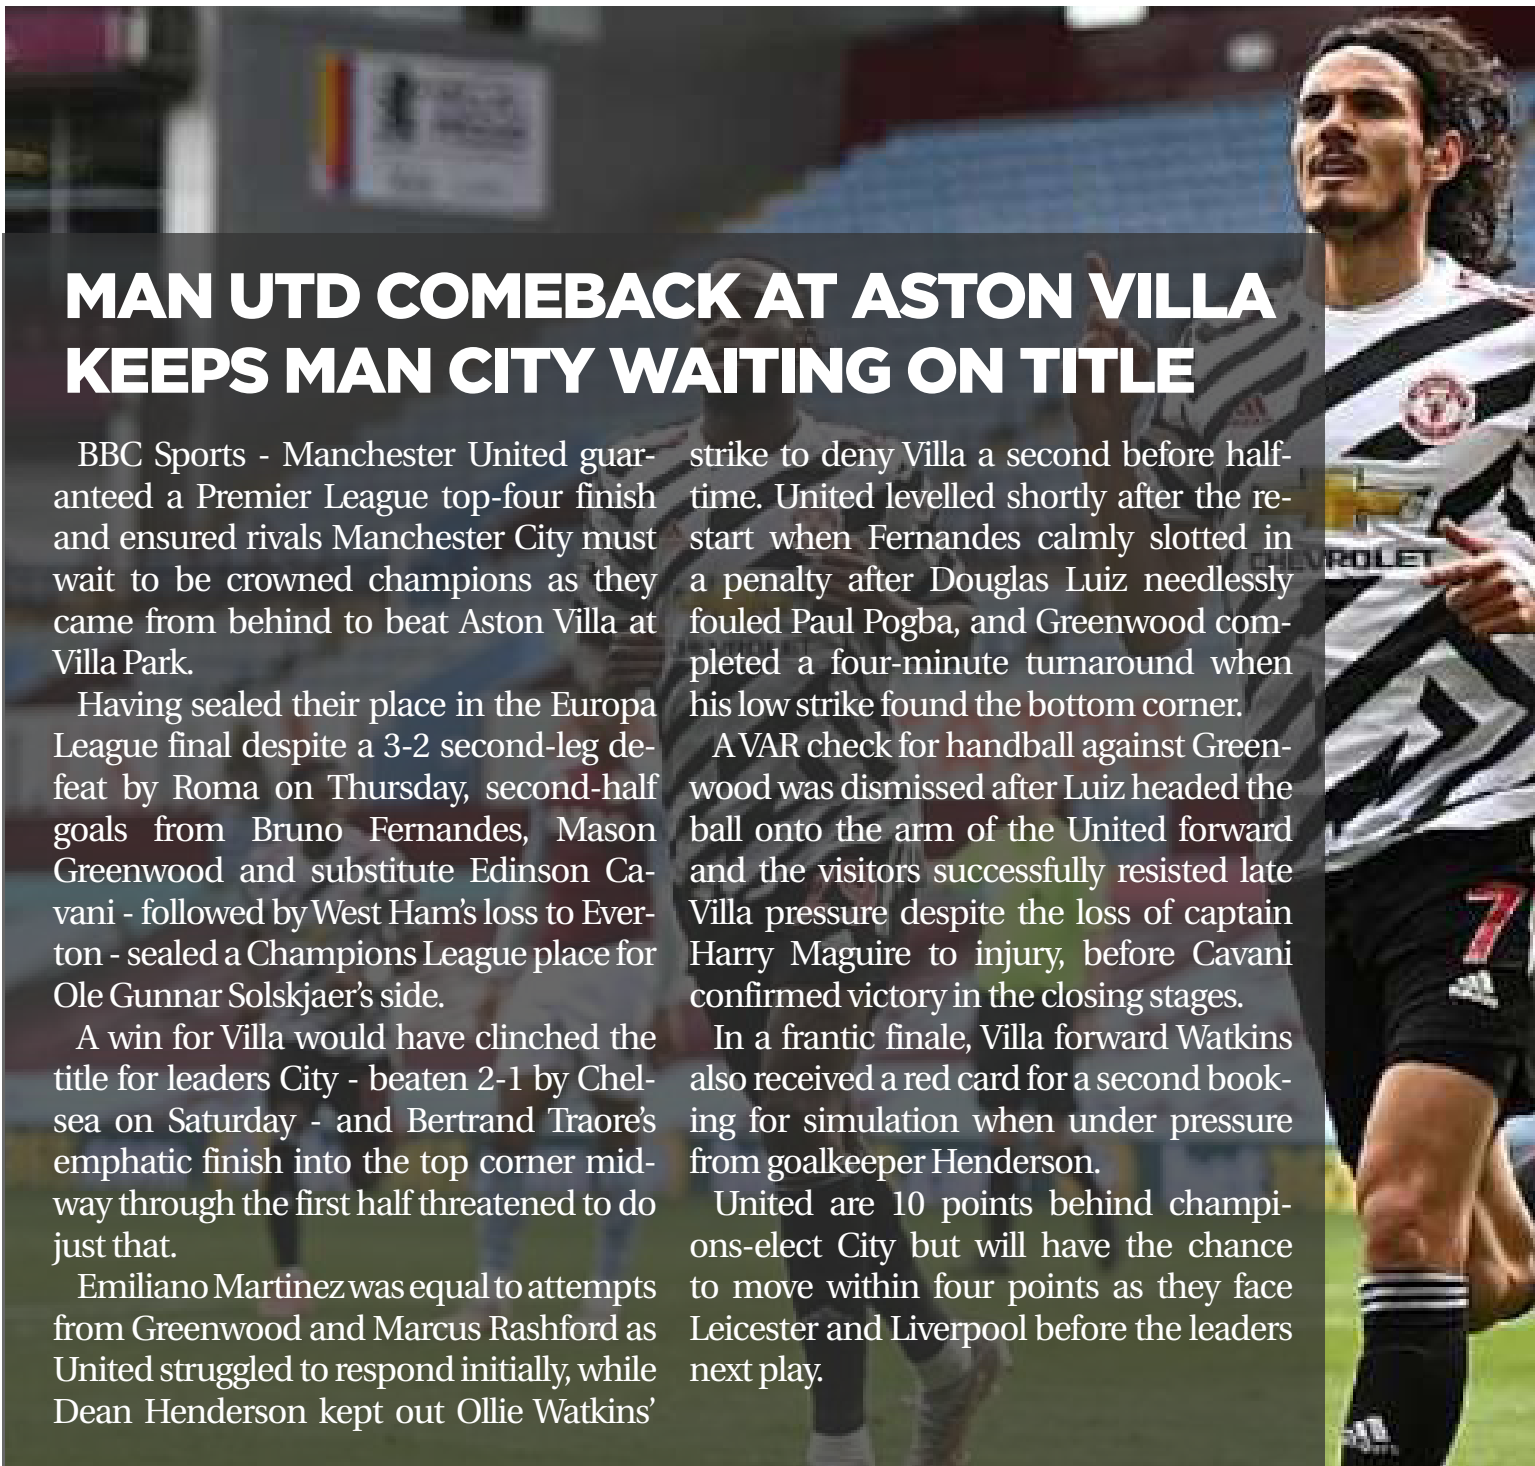 MAN UTD COMEBACK AT ASTON VILLA
KEEPS MAN CITY WAITING ON TITLE
BBC Sports - Manchester United guar-
anteed a Premier League top-four finish
and ensured rivals Manchester City must
wait to be crowned champions as they
came from behind to beat Aston Villa at
Villa Park.
Having sealed their place in the Europa
League final despite a 3-2 second-leg de-
feat by Roma on Thursday, second-half
goals from Bruno Fernandes, Mason
Greenwood and substitute Edinson Ca-
vani - followed by West Ham's loss to Ever-
ton - sealed a Champions League place for
Ole Gunnar Solskjaer's side.
A win for Villa would have clinched the
title for leaders City - beaten 2-1 by Chel-
sea on Saturday - and Bertrand Traore's
emphatic finish into the top corner mid-
way through the first half threatened to do
just that.
Emiliano Martinez was equal to attempts
from Greenwood and Marcus Rashford as
United struggled to respond initially, while
Dean Henderson kept out Ollie Watkins'
strike to deny Villa a second before half-
time. United levelled shortly after the re-
start when Fernandes calmly slotted in
a penalty after Douglas Luiz needlessly
fouled Paul Pogba, and Greenwood com-
pleted a four-minute turnaround when
his low strike found the bottom corner.
A VAR check for handball against Green-
wood was dismissed after Luiz headed the
ball onto the arm of the United forward
and the visitors successfully resisted late
Villa pressure despite the loss of captain
Harry Maguire to injury, before Cavani
confirmed victory in the closing stages.
In a frantic finale, Villa forward Watkins
also received a red card for a second book-
ing for simulation when under pressure
from goalkeeper Henderson.
United are 10 points behind champi-
ons-elect City but will have the chance
to move within four points as they face
Leicester and Liverpool before the leaders
next play.
CHEVROLET
7